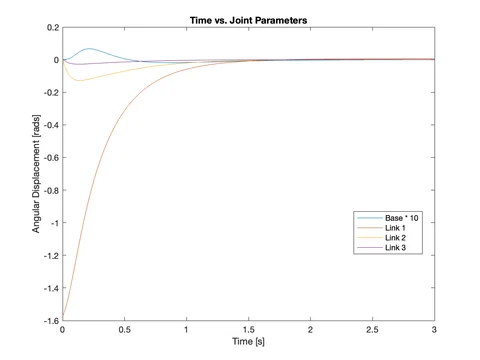 Time vs. Joint Parameters
Angular Displacement [rads]
0.2
0
-0.2
-0.4
-0.6
-0.8
-1
-1.2
-1.4
-1.6
Base * 10
Link 1
Link 2
Link 3
0 0.5 1 1.5 2 2.5 3
Time [s]